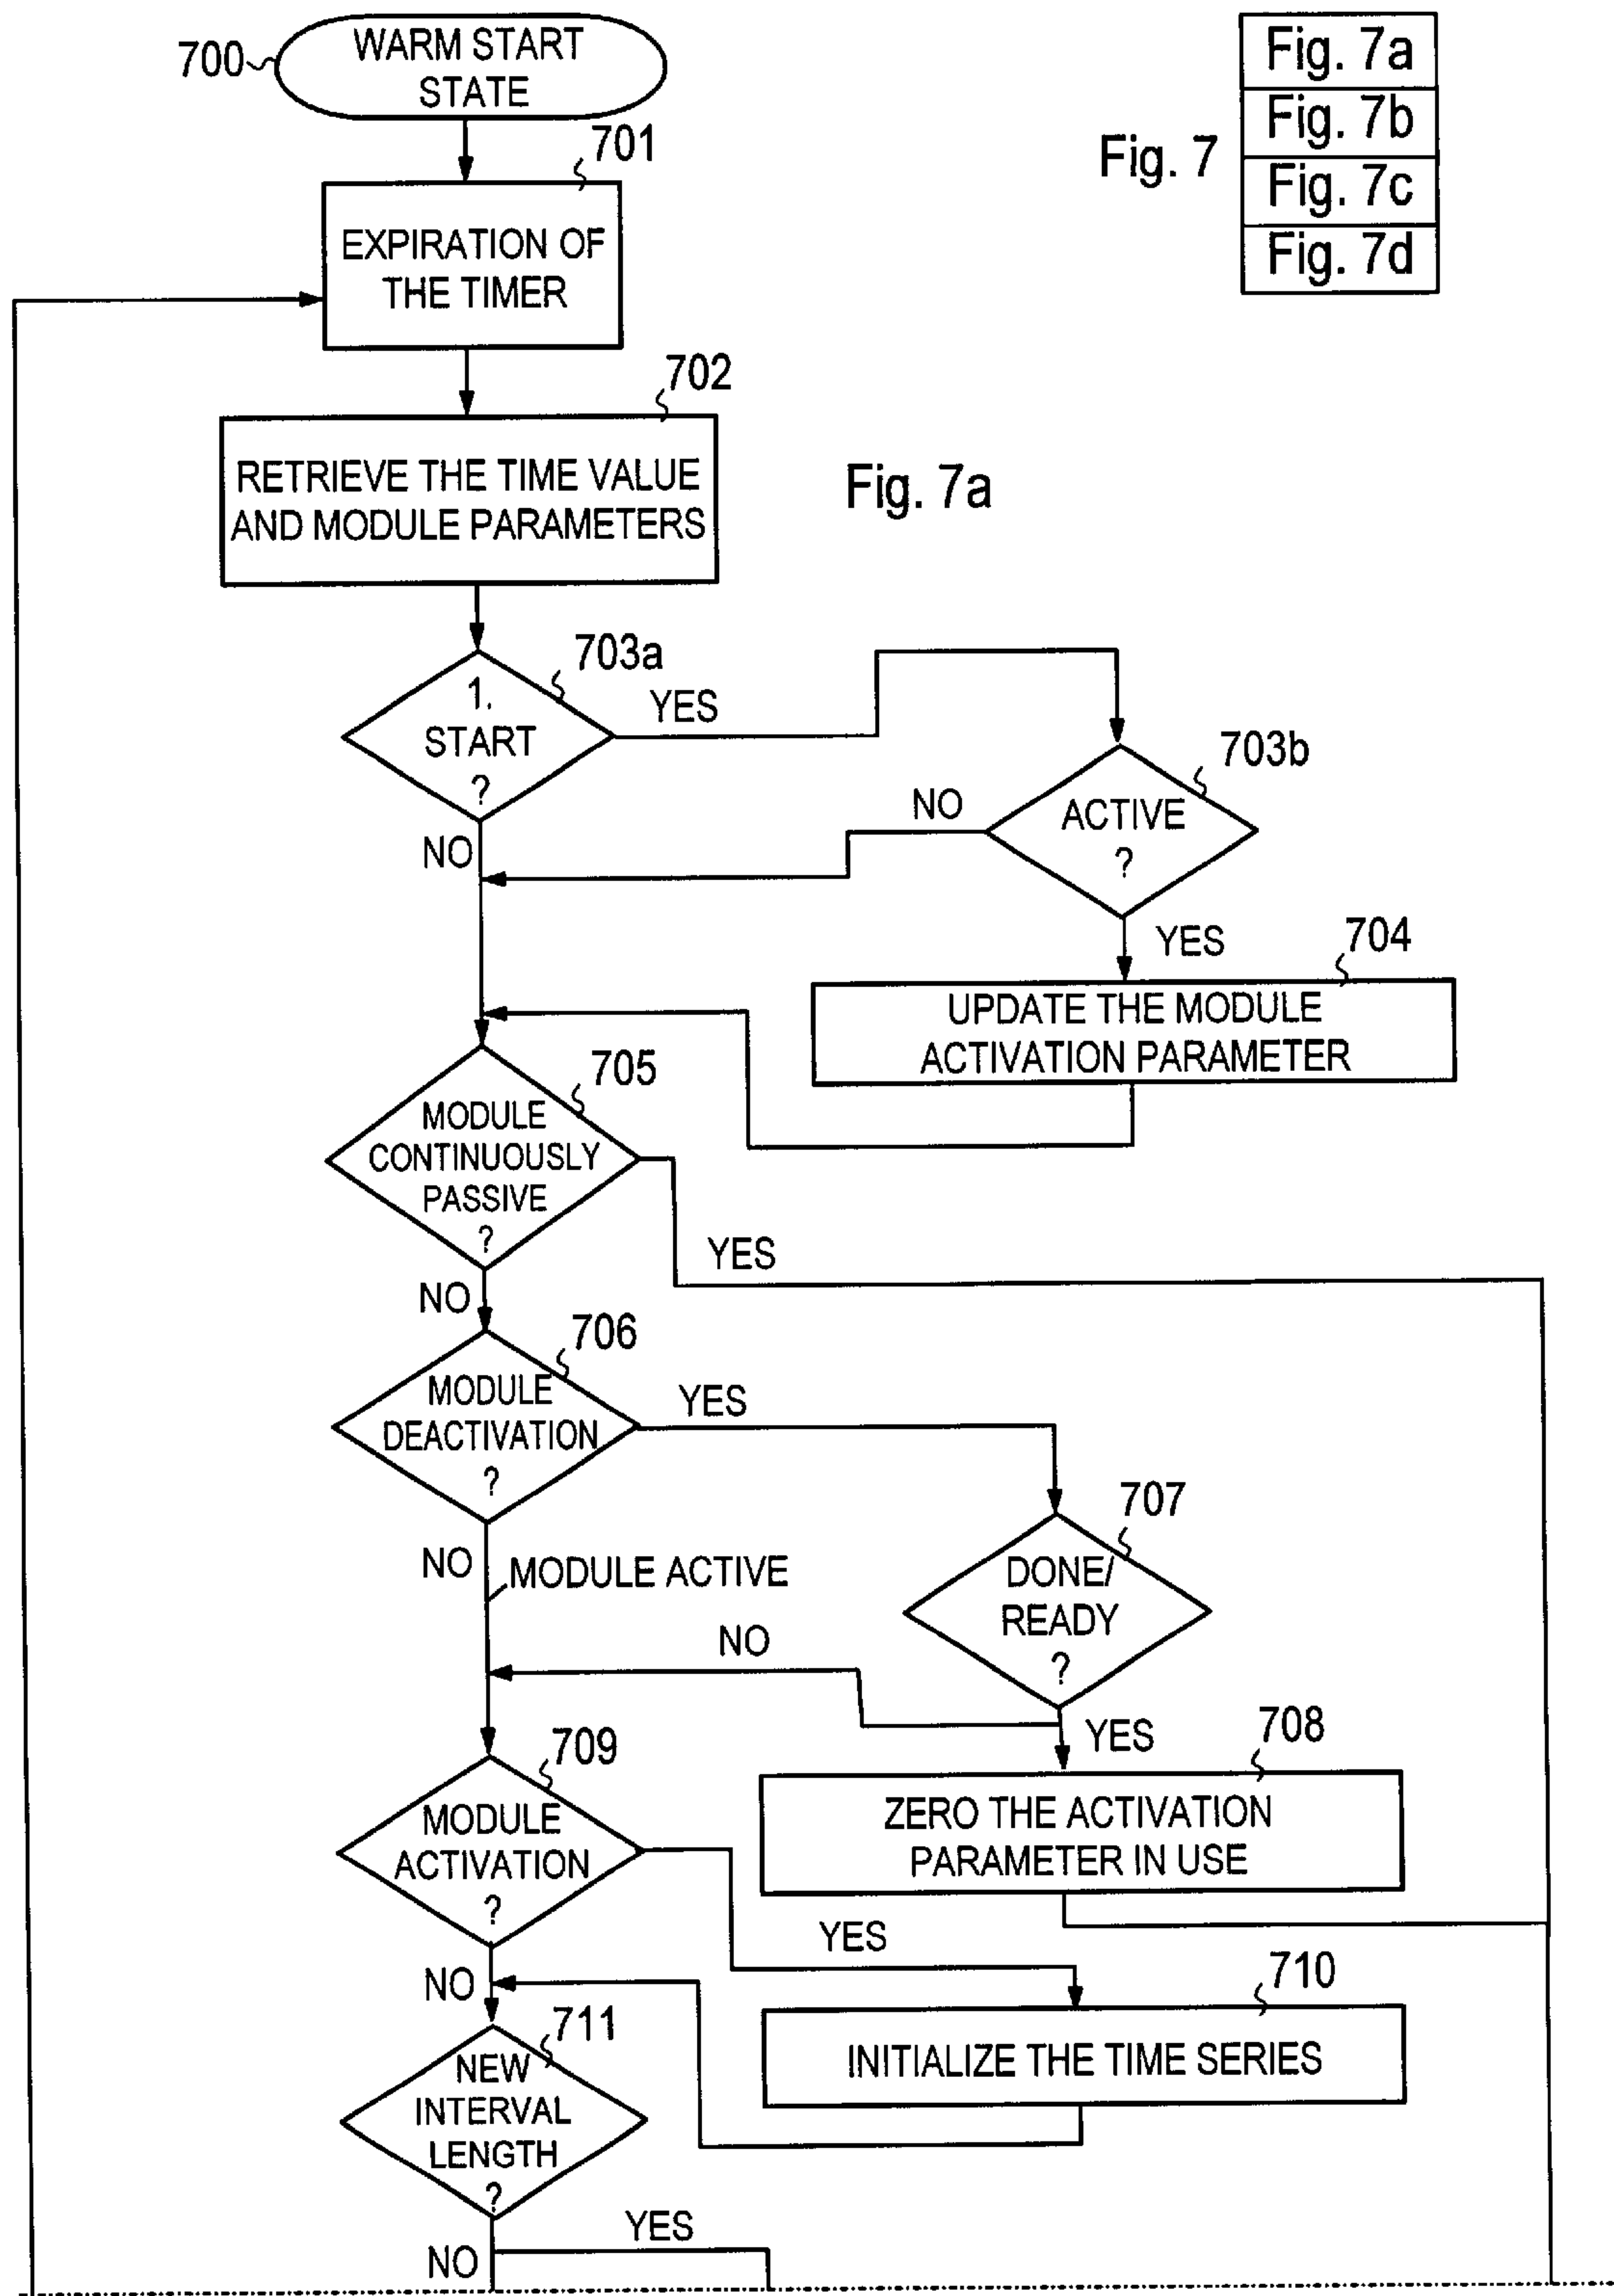 700
WARM START
STATE
Fig. 7
Fig. 7a
Fig. 7b
Fig. 7c
Fig. 7d
701
EXPIRATION OF
THE TIMER
702
RETRIEVE THE TIME VALUE
AND MODULE PARAMETERS
Fig. 7a
703a
1.
START
?
YES
NO
703b
ACTIVE
?
NO
YES
704
UPDATE THE MODULE
ACTIVATION PARAMETER
705
MODULE
CONTINUOUSLY
PASSIVE
?
YES
NO
706
MODULE
DEACTIVATION
?
YES
NO
MODULE ACTIVE
707
DONE/
READY
?
NO
YES
708
ZERO THE ACTIVATION
PARAMETER IN USE
709
MODULE
ACTIVATION
?
YES
NO
710
INITIALIZE THE TIME SERIES
711
NEW
INTERVAL
LENGTH
?
YES
NO